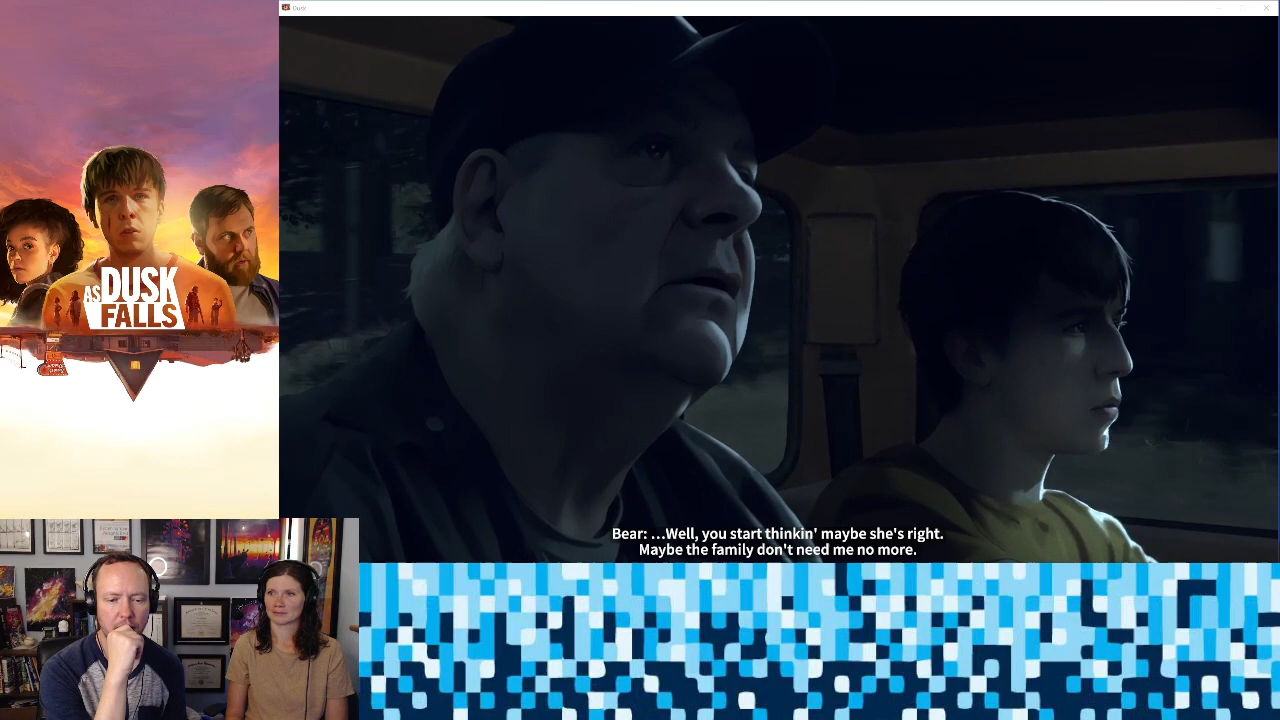 Dusk
AS DUSK
FALLS
Bear: ...Well, you start thinkin' maybe she's right.
Maybe the family don't need me no more.